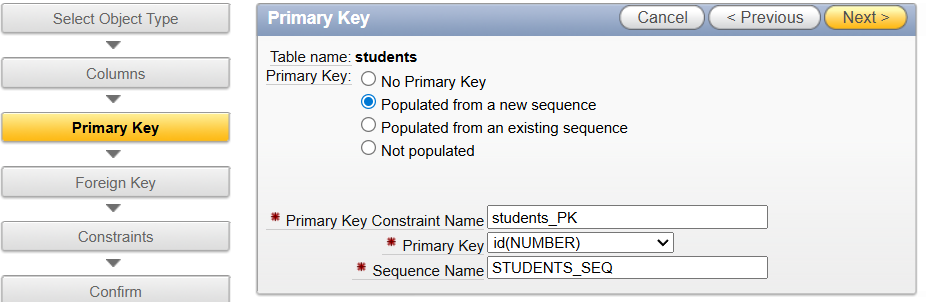 Select Object Type
Columns
Primary Key
Foreign Key
Constraints
Confirm
Primary Key
Cancel
< Previous
Next >
Table name: students
Primary Key:
No Primary Key
Populated from a new sequence
Populated from an existing sequence
Not populated
* Primary Key Constraint Name students_PK
* Primary Key id(NUMBER)
* Sequence Name STUDENTS_SEQ